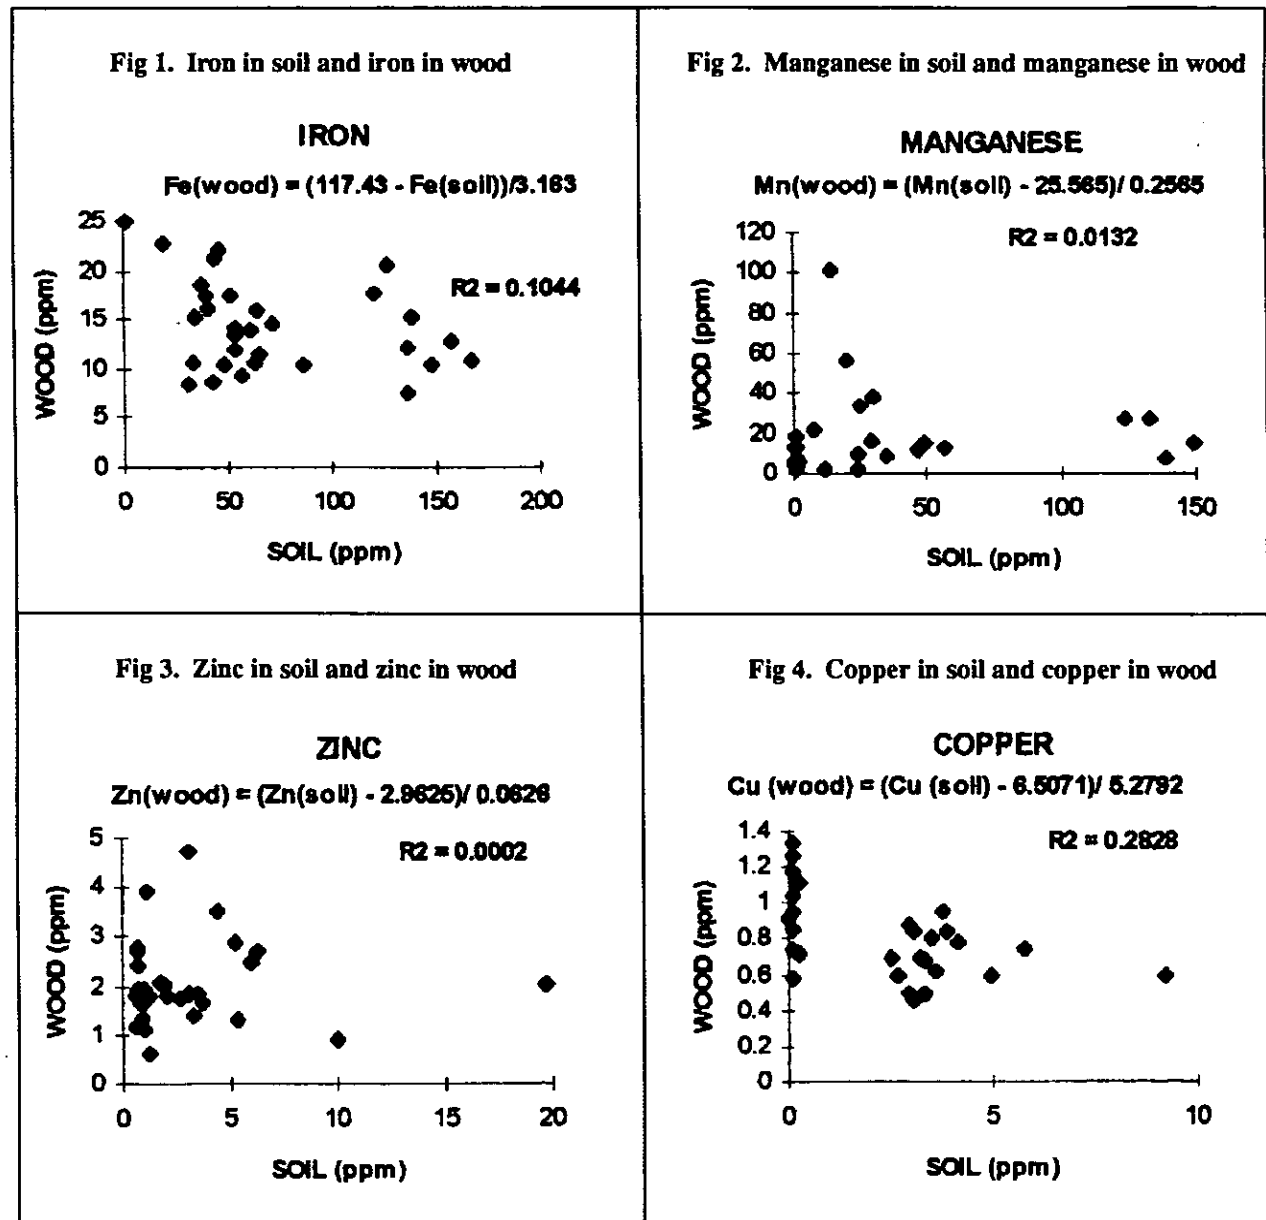 Fig 1. Iron in soil and iron in wood
IRON
Fe(wood) = (117.43 - Fe(soil))/3.163
R2 = 0.1044
25
20
15
10
5
0
WOOD (ppm)
0 50 100 150 200
SOIL (ppm)
Fig 2. Manganese in soil and manganese in wood
MANGANESE
Mn(wood) = (Mn(soil) - 25.565)/ 0.2565
R2 = 0.0132
120
100
80
60
40
20
0
WOOD (ppm)
0 50 100 150
SOIL (ppm)
Fig 3. Zinc in soil and zinc in wood
ZINC
Zn(wood) = (Zn(soil) - 2.9625)/ 0.0626
R2 = 0.0002
5
4
3
2
1
0
WOOD (ppm)
0 5 10 15 20
SOIL (ppm)
Fig 4. Copper in soil and copper in wood
COPPER
Cu (wood) = (Cu (soil) - 6.5071)/ 5.2792
R2 = 0.2828
1.4
1.2
1
0.8
0.6
0.4
0.2
0
WOOD (ppm)
0 5 10
SOIL (ppm)